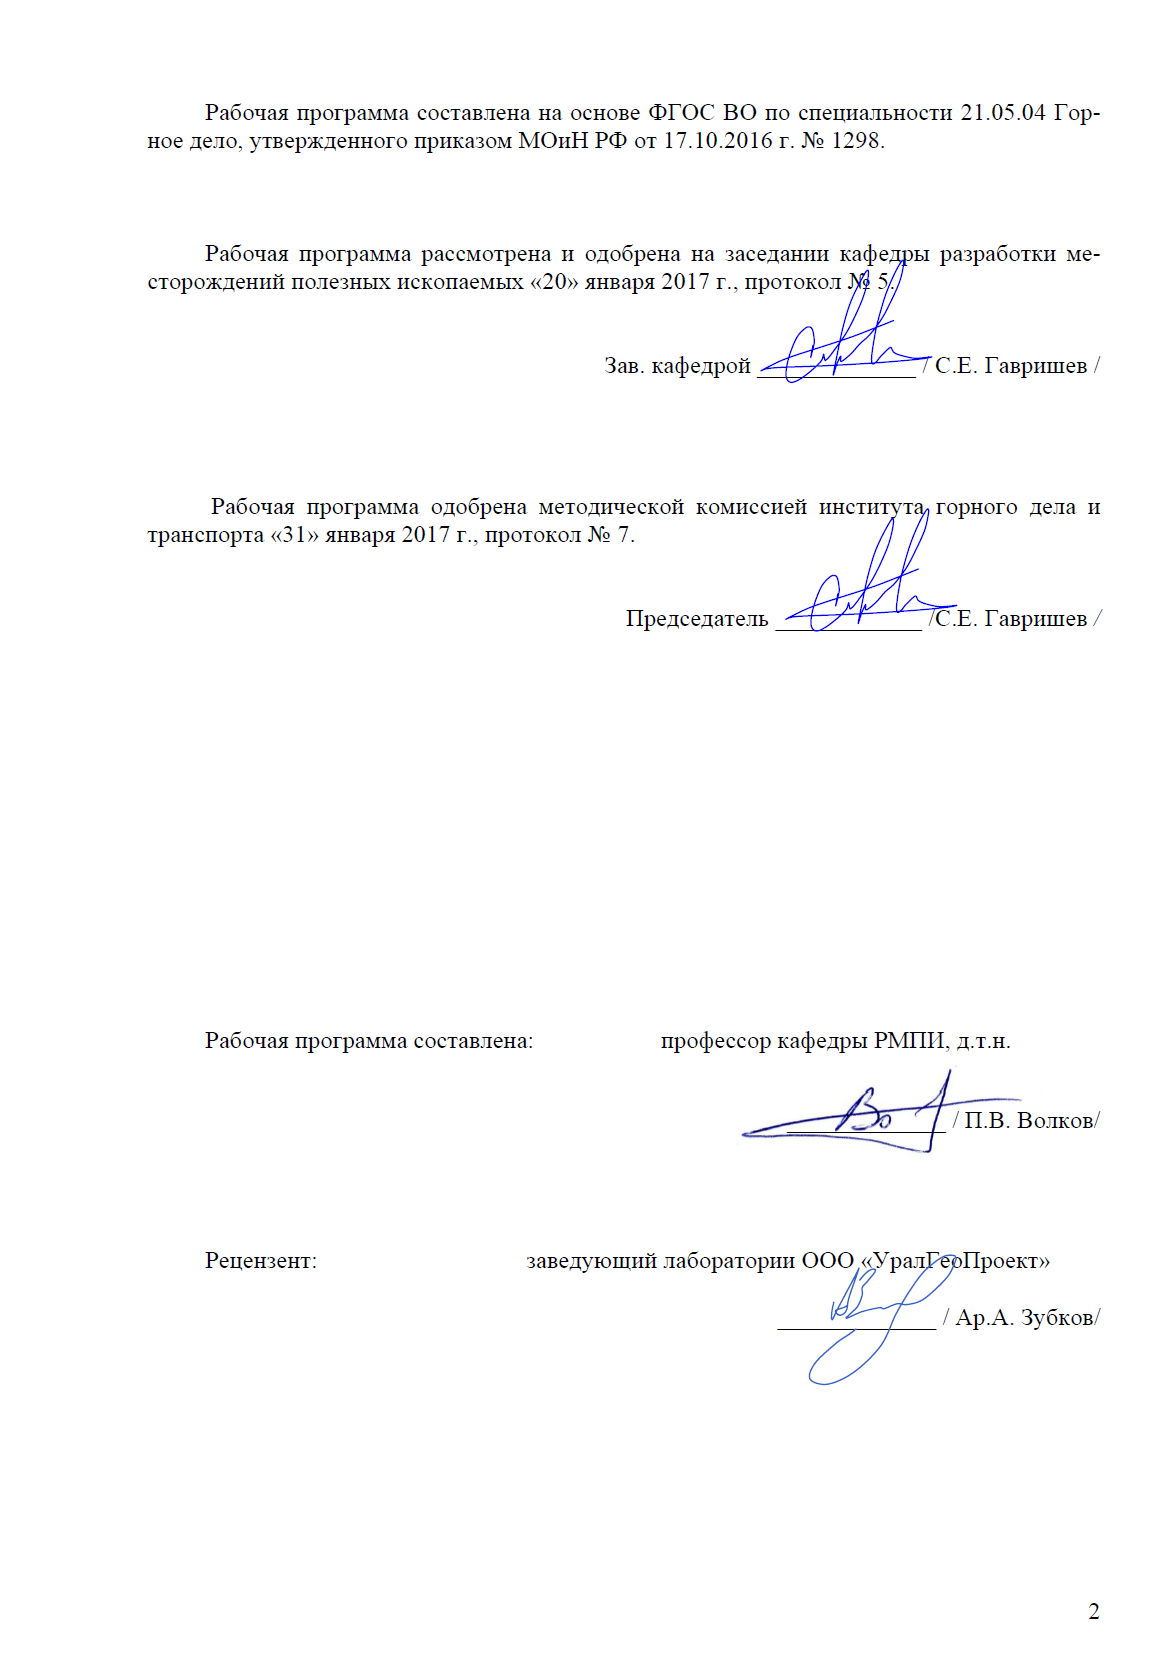 Рабочая программа составлена на основе ФГОС ВО по специальности 21.05.04 Гор-
ное дело, утвержденного приказом МОиН РФ от 17.10.2016 г. № 1298.
Рабочая программа рассмотрена и одобрена на заседании кафедры разработки ме-
сторождений полезных ископаемых «20» января 2017 г., протокол № 5.
Зав. кафедрой _____________ / С.Е. Гавришев /
Рабочая программа одобрена методической комиссией института горного дела и
транспорта «31» января 2017 г., протокол № 7.
Председатель ____________ /С.Е. Гавришев /
Рабочая программа составлена: профессор кафедры РМПИ, д.т.н.
_____________ / П.В. Волков/
Рецензент: заведующий лаборатории ООО «УралГеоПроект»
_____________ / Ар.А. Зубков/
2